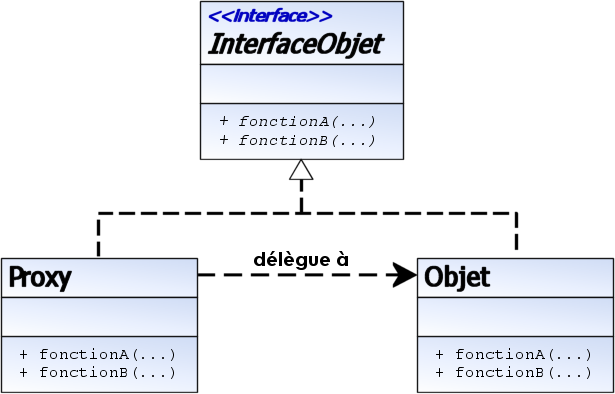 <<Interface>>
InterfaceObjet
+ fonctionA(...)
+ fonctionB(...)
délègue à
Proxy
+ fonctionA(...)
+ fonctionB(...)
Objet
+ fonctionA(...)
+ fonctionB(...)